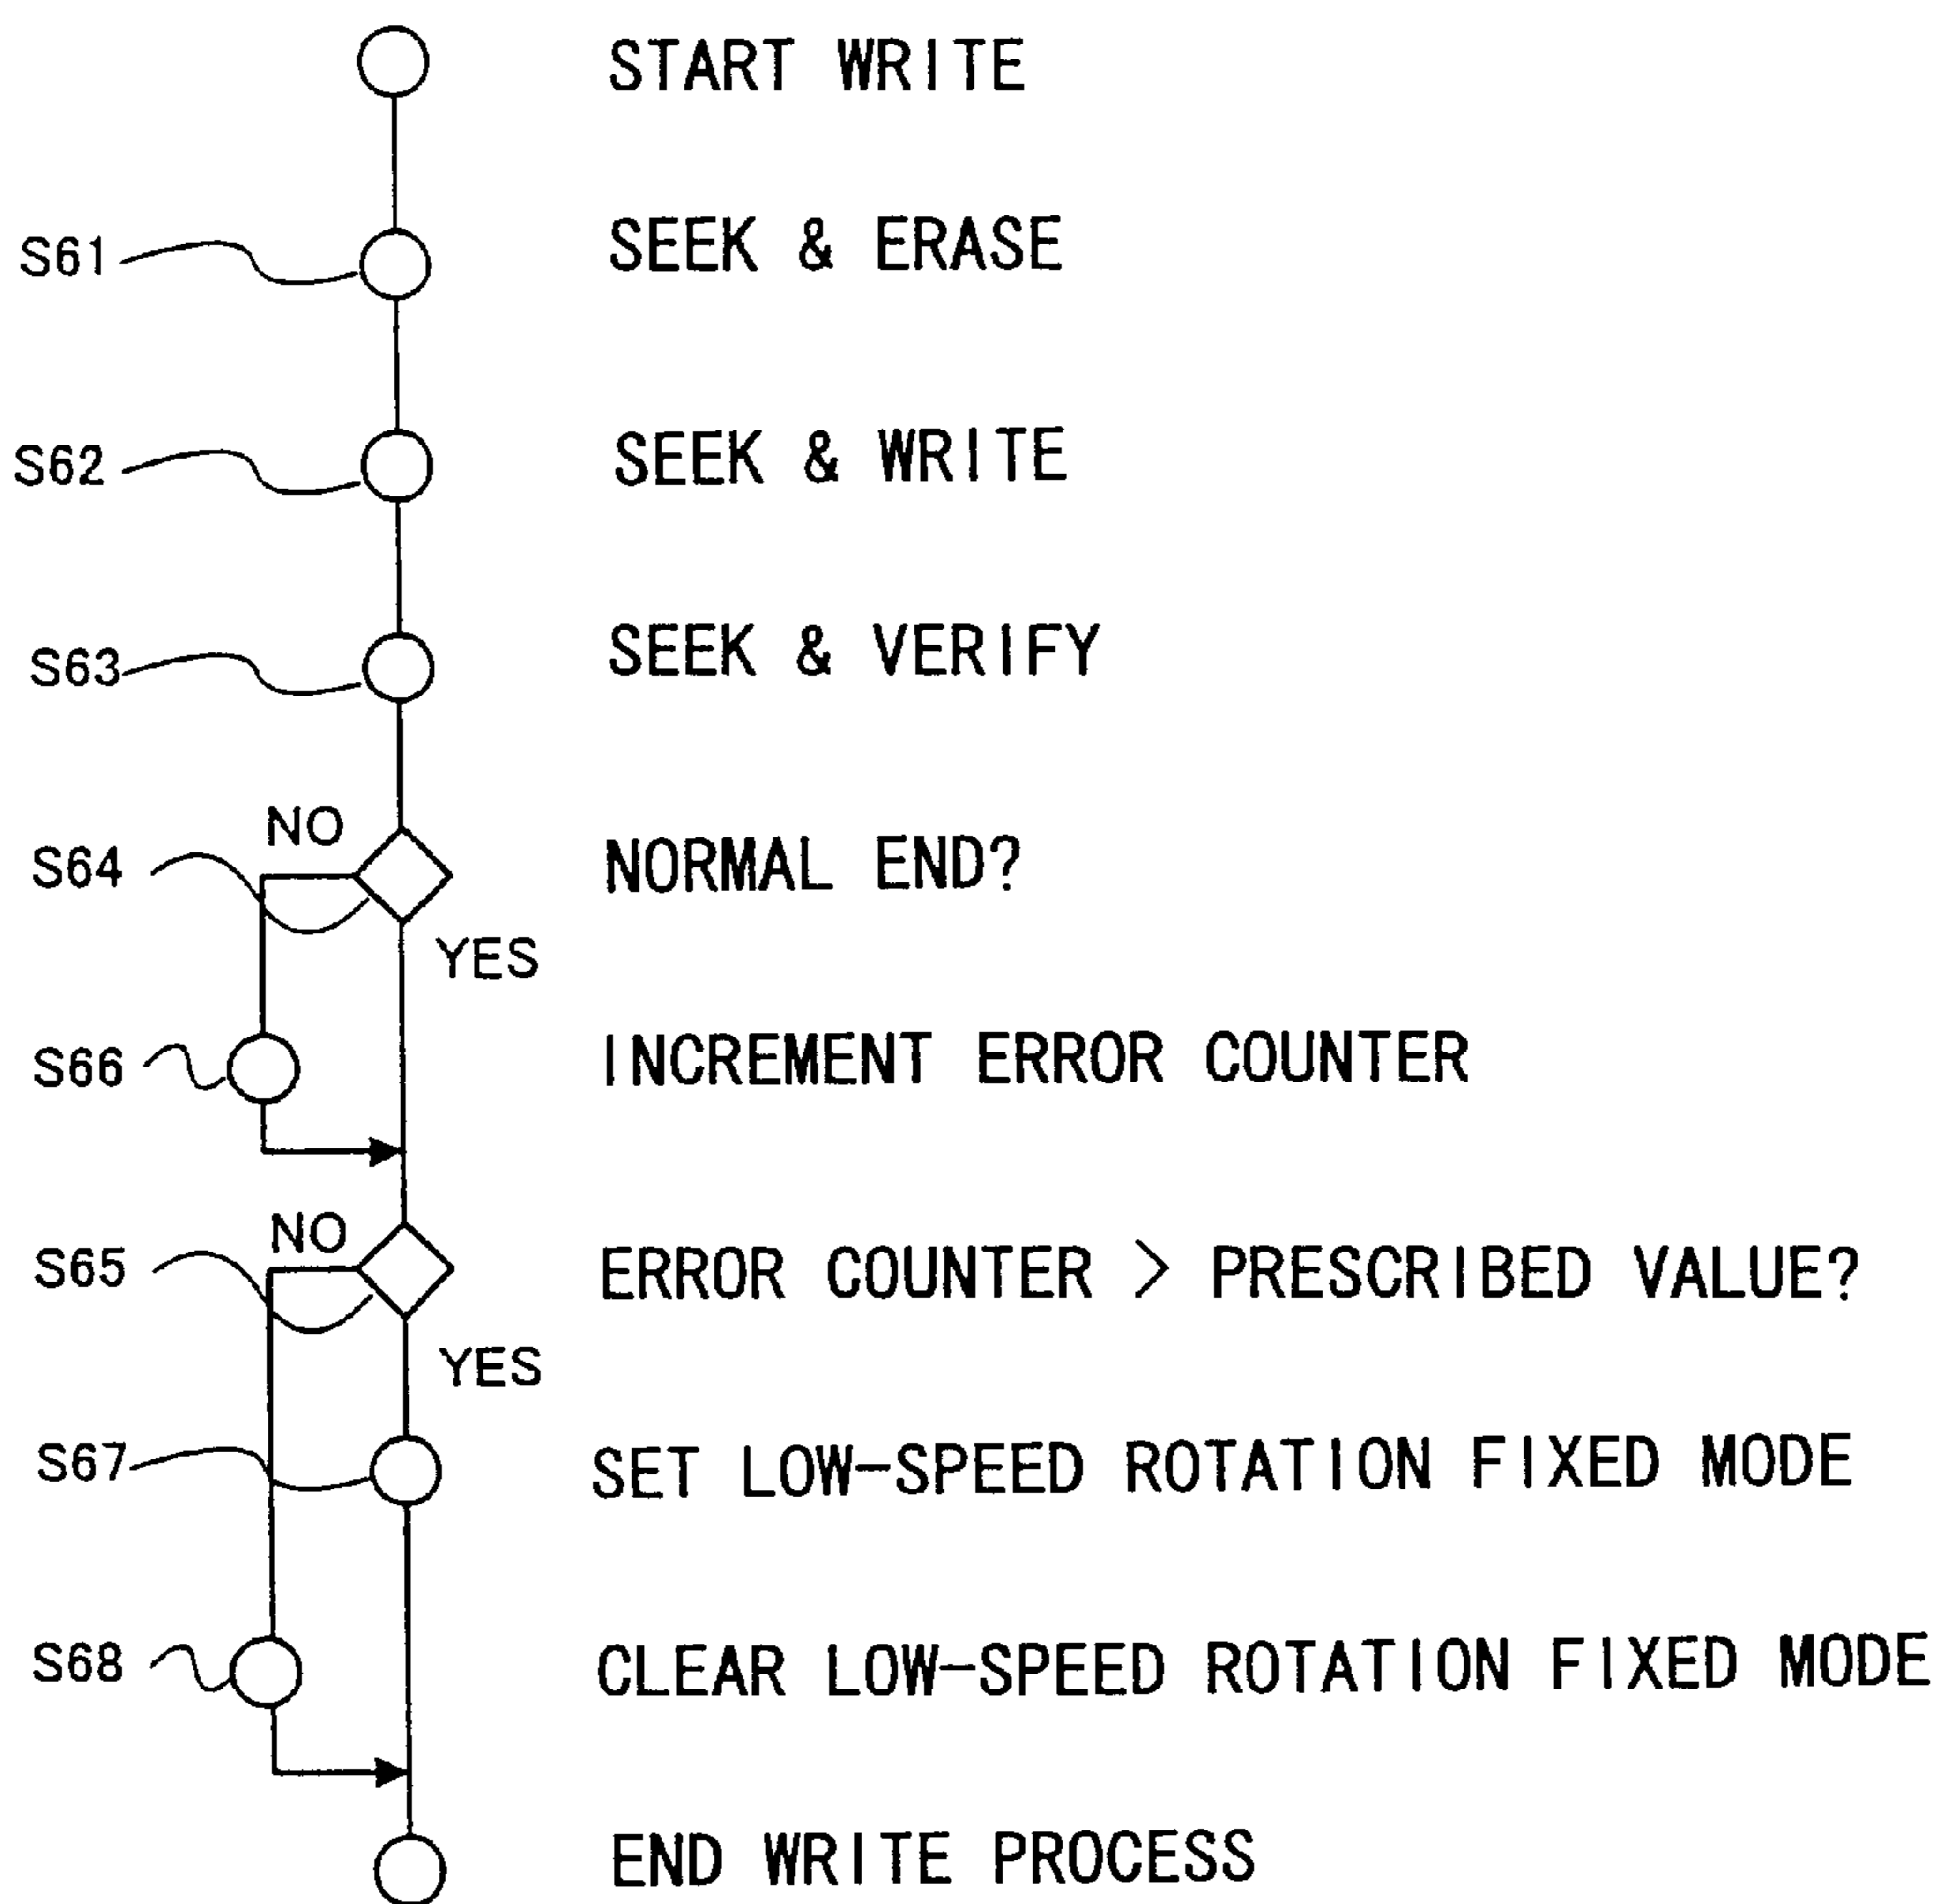 START WRITE
S61 SEEK & ERASE
S62 SEEK & WRITE
S63 SEEK & VERIFY
NO
S64 NORMAL END?
YES
S66 INCREMENT ERROR COUNTER
NO
S65 ERROR COUNTER > PRESCRIBED VALUE?
YES
S67 SET LOW-SPEED ROTATION FIXED MODE
S68 CLEAR LOW-SPEED ROTATION FIXED MODE
END WRITE PROCESS